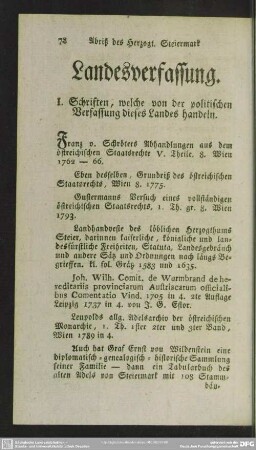 72 Abriß des Herzogt. Steiermark
Landesverfassung.
I. Schriften, welche von der politischen
Verfassung dieses Landes handeln.
Franz v. Schröters Abhandlungen aus dem
östreichischen Staatsrechte V. Theile. 8. Wien
1762 — 66.
Eben desselben, Grundriß des östreichischen
Staatsrechts, Wien 8. 1775.
Gustermanns Versuch eines vollständigen
östreichischen Staatsrechts, 1. Th. gr. 8. Wien
1793.
Landhandveste des löblichen Herzogthums
Steier, darinnen kaiserliche, königliche und lan-
desfürstliche Freiheiten, Statuta, Landesgebräuch
und andere Sätz und Ordnungen nach längs Be-
griessen. kl. fol. Grätz 1583 und 1635.
Joh. Wilh. Comit. de Wurmbrand de he-
reditariis provinciarum Austriacarum officiali-
bus Comentatio Vind. 1705 in 4. 2te Auflage
Leipzig 1737 in 4. von J. G. Estor.
Leupolds allg. Adelsarchiv der östreichischen
Monarchie, 1. Th. 1ster 2ter und 3ter Band,
Wien 1789 in 4.
Auch hat Graf Ernst von Wildenstein eine
diplomatisch-genealogisch-historische Sammlung
seiner Familie — dann ein Tabularbuch des
alten Adels von Steiermark mit 103 Stamm-
bäu-